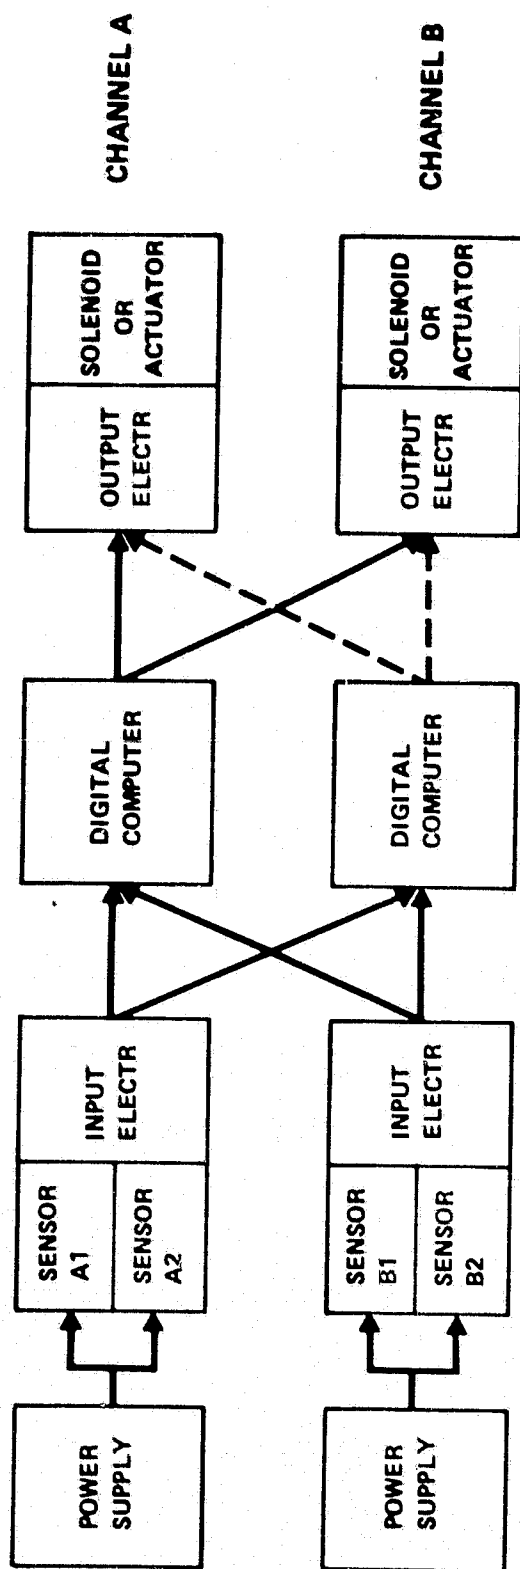 POWER
SUPPLY
SENSOR
A1
SENSOR
A2
INPUT
ELECTR
DIGITAL
COMPUTER
OUTPUT
ELECTR
SOLENOID
OR
ACTUATOR
CHANNEL A
POWER
SUPPLY
SENSOR
B1
SENSOR
B2
INPUT
ELECTR
DIGITAL
COMPUTER
OUTPUT
ELECTR
SOLENOID
OR
ACTUATOR
CHANNEL B